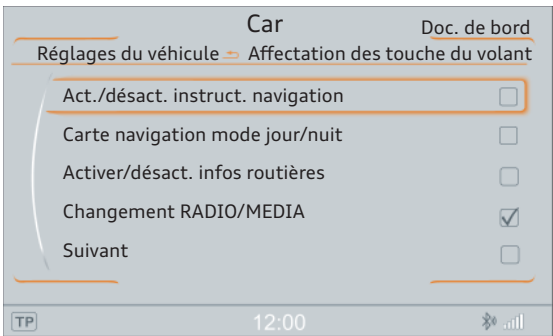 Car
Doc. de bord
Réglages du véhicule Affectation des touche du volant
Act./désact. instruct. navigation
Carte navigation mode jour/nuit
Activer/désact. infos routières
Changement RADIO/MEDIA
Suivant
TP
12:00